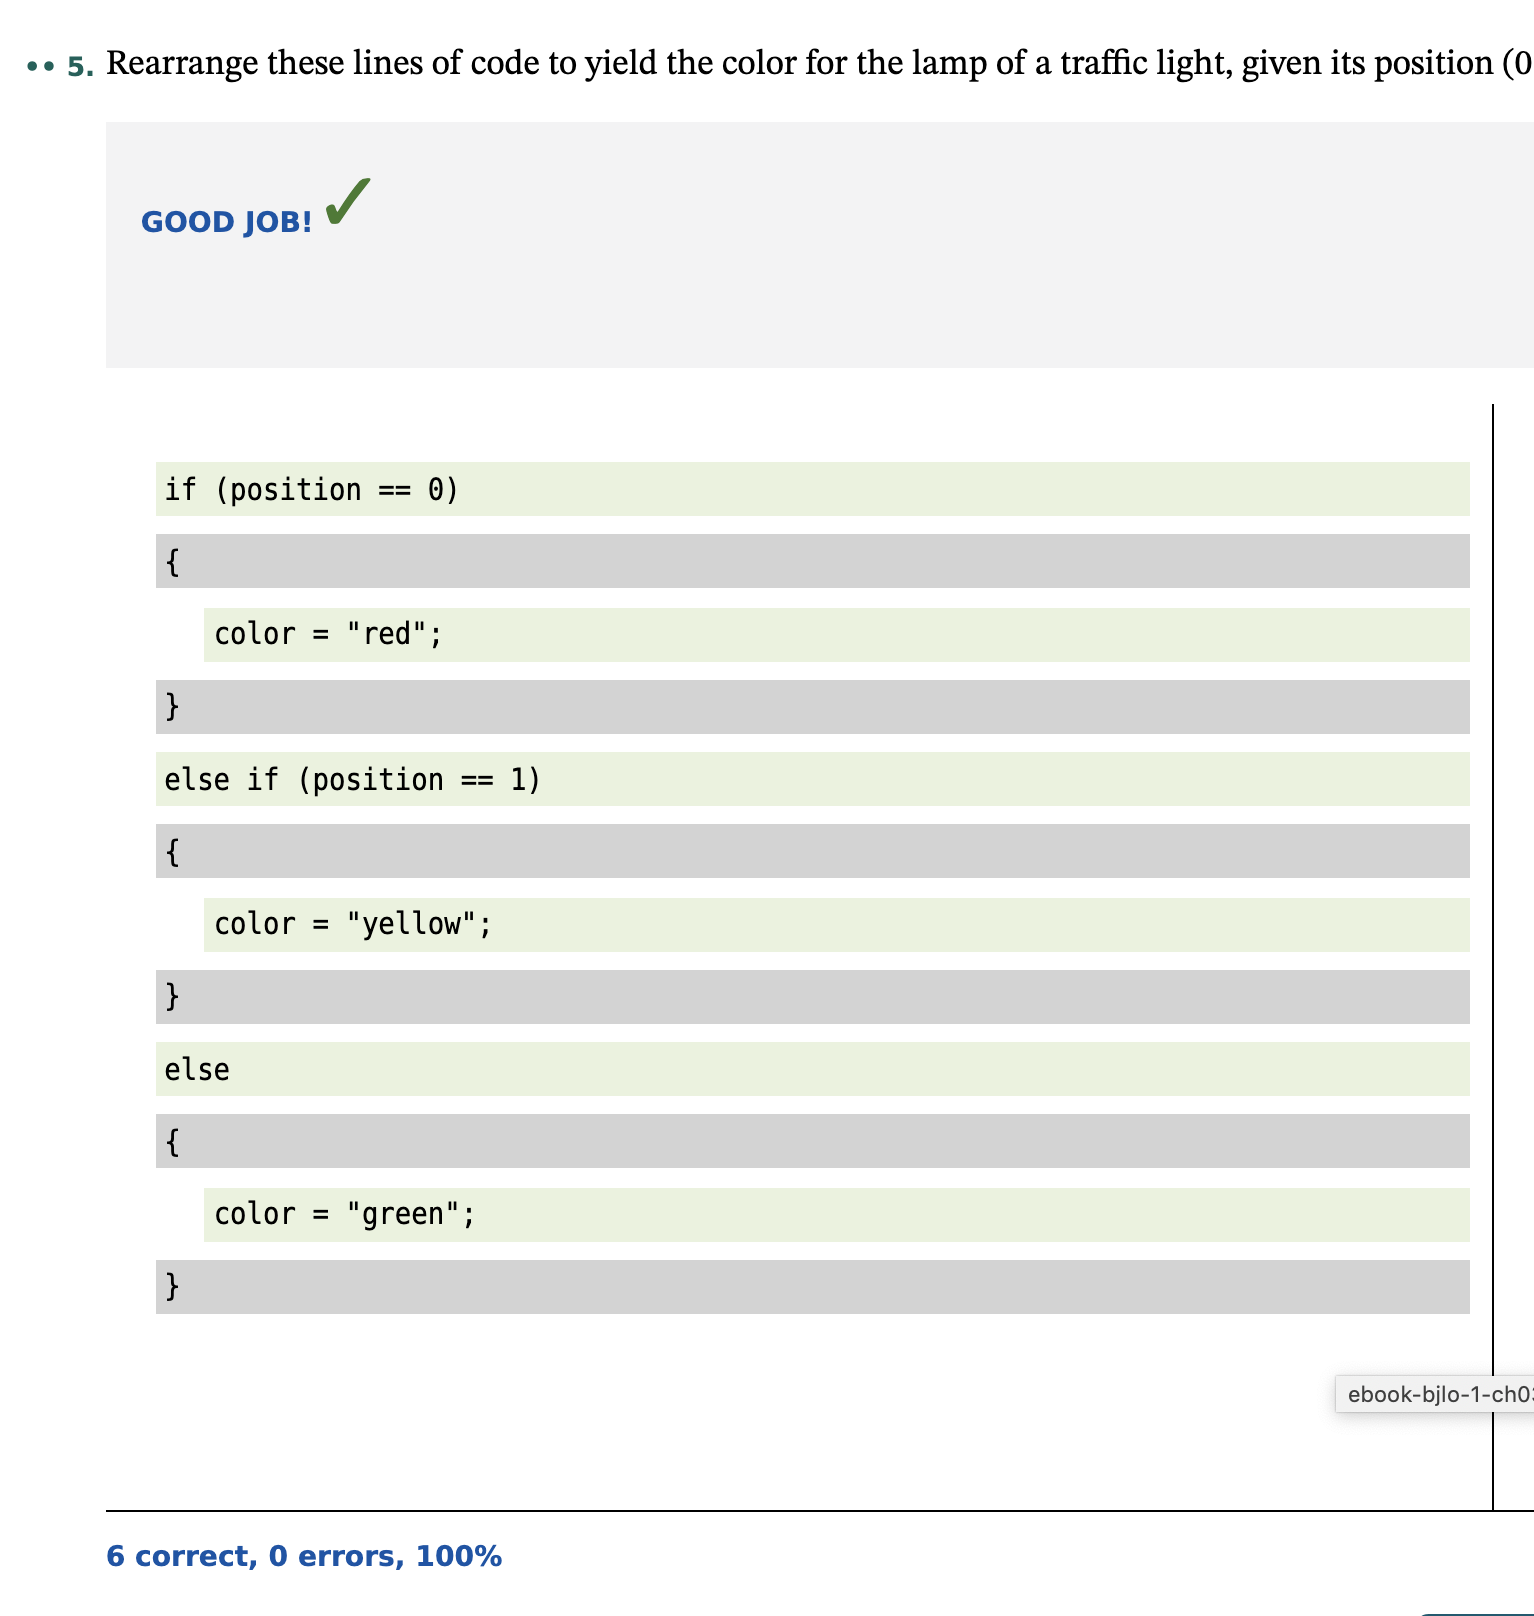 •• 5. Rearrange these lines of code to yield the color for the lamp of a traffic light, given its position (0
GOOD JOB! ✓
if (position == 0)
{
color = "red";
}
else if (position == 1)
{
color = "yellow";
}
else
{
color = "green";
}
ebook-bjlo-1-ch03
6 correct, 0 errors, 100%